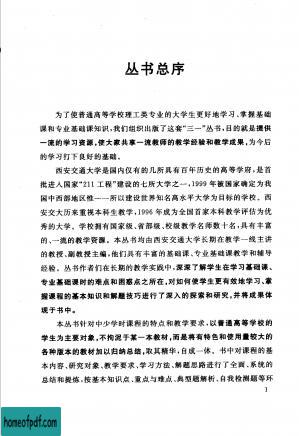 丛书总序
为了使普通高等学校理工类专业的大学生更好地学习、掌握基础
课和专业基础课知识,我们组织出版了这套“三一”丛书,目的就是提供
一流的学习资源,使大家共享一流教师的教学经验和教学成果,为今后
的学习打下良好的基础。
西安交通大学是国内仅有的几所具有百年历史的高等学府,是首
批进入国家“211工程”建设的七所大学之一,1999年被国家确定为我
国中西部地区惟一一所以建设世界知名高水平大学为目标的学校。西
安交大历来重视本科生教学,1996年成为全国首家本科教学评估为优
秀的大学。学校拥有国家级、省部级、校级教学名师数十名,具有丰富
的、一流的教学资源。本丛书均由西安交通大学长期在教学一线主讲
的教授、副教授主编,他们具有丰富的基础课、专业基础课教学和辅导
经验。丛书作者们在长期的教学实践中,深深了解学生在学习基础课、
专业基础课时的难点和困惑点之所在,对如何使学生更有效地学习、掌
握课程的基本知识和解题技巧进行了深入的探索和研究,并将成果体
现于书中。
本丛书针对中少学时课程的特点和教学要求,以普通高等学校的
学生为主要对象,不拘泥于某一本教材,而是将有特色和使用量较大的
各种版本的教材加以归纳总结,取其精华,自成一体。书中对课程的基
本内容、研究对象、教学要求、学习方法、解题思路进行了全面、系统的
总结和提炼,按基本知识点、重点与难点、典型题解析、自我检测题等环
1
homeofpdf.com
homeofpdf.com